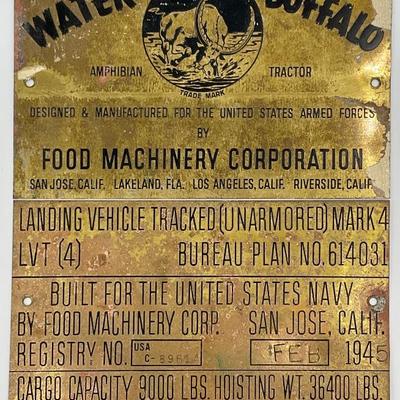 WATER BUFFALO
AMPHIBIAN TRACTOR
TRADE MARK
DESIGNED & MANUFACTURED FOR THE UNITED STATES ARMED FORCES
BY
FOOD MACHINERY CORPORATION
SAN JOSE, CALIF. LAKELAND, FLA. LOS ANGELES, CALIF. RIVERSIDE, CALIF.
LANDING VEHICLE TRACKED (UNARMORED) MARK 4
LVT (4) BUREAU PLAN NO. 614031
BUILT FOR THE UNITED STATES NAVY
BY FOOD MACHINERY CORP. SAN JOSE, CALIF.
REGISTRY NO. USA
C- FEB 1945
CARGO CAPACITY 9000 LBS. HOISTING WT. 36400 LBS.